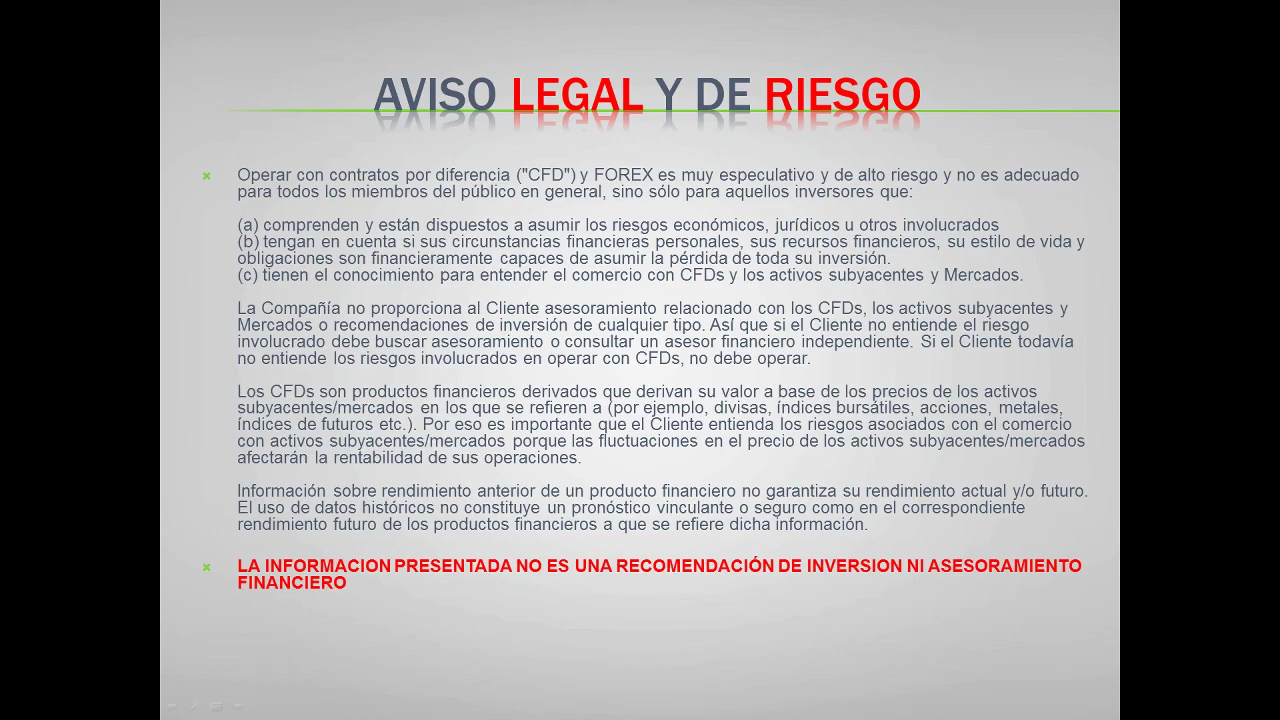 AVISO LEGAL Y DE RIESGO
Operar con contratos por diferencia ("CFD") y FOREX es muy especulativo y de alto riesgo y no es adecuado
para todos los miembros del público en general, sino sólo para aquellos inversores que:
(a) comprenden y están dispuestos a asumir los riesgos económicos, jurídicos u otros involucrados
(b) tengan en cuenta si sus circunstancias financieras personales, sus recursos financieros, su estilo de vida y
obligaciones son financieramente capaces de asumir la pérdida de toda su inversión.
(c) tienen el conocimiento para entender el comercio con CFDs y los activos subyacentes y Mercados.
La Compañía no proporciona al Cliente asesoramiento relacionado con los CFDs, los activos subyacentes y
Mercados o recomendaciones de inversión de cualquier tipo. Así que si el Cliente no entiende el riesgo
involucrado debe buscar asesoramiento o consultar un asesor financiero independiente. Si el Cliente todavía
no entiende los riesgos involucrados en operar con CFDs, no debe operar.
Los CFDs son productos financieros derivados que derivan su valor a base de los precios de los activos
subyacentes/mercados en los que se refieren a (por ejemplo, divisas, índices bursátiles, acciones, metales,
índices de futuros etc.). Por eso es importante que el Cliente entienda los riesgos asociados con el comercio
con activos subyacentes/mercados porque las fluctuaciones en el precio de los activos subyacentes/mercados
afectarán la rentabilidad de sus operaciones.
Información sobre rendimiento anterior de un producto financiero no garantiza su rendimiento actual y/o futuro.
El uso de datos históricos no constituye un pronóstico vinculante o seguro como en el correspondiente
rendimiento futuro de los productos financieros a que se refiere dicha información.
LA INFORMACION PRESENTADA NO ES UNA RECOMENDACIÓN DE INVERSION NI ASESORAMIENTO
FINANCIERO